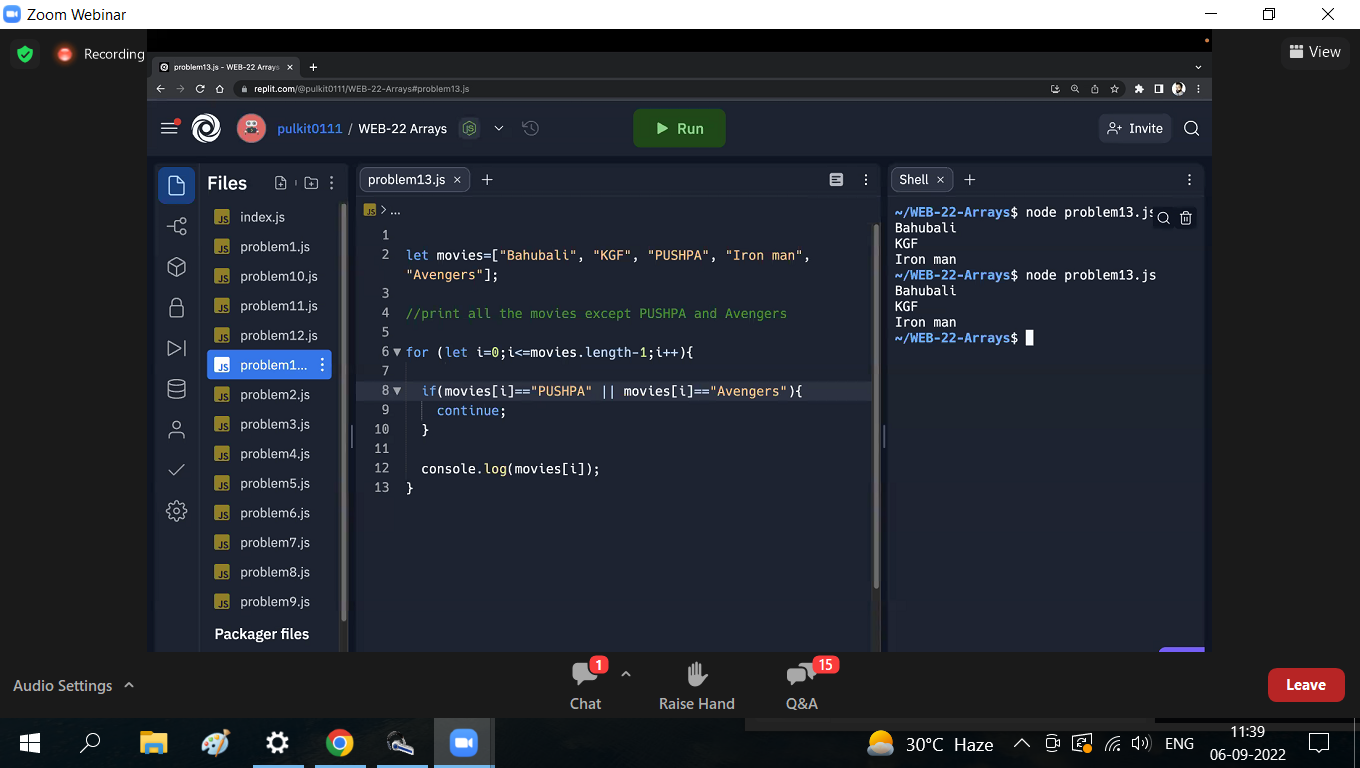 Zoom Webinar
Recording
View
problem13.js - WEB-22 Arrays
replit.com/@pulkit0111/WEB-22-Arrays#problem13.js
pulkit0111 / WEB-22 Arrays
Run
Invite
Files
index.js
problem1.js
problem10.js
problem11.js
problem12.js
problem1...
problem2.js
problem3.js
problem4.js
problem5.js
problem6.js
problem7.js
problem8.js
problem9.js
Packager files
problem13.js
JS > ...
1
2 let movies=["Bahubali", "KGF", "PUSHPA", "Iron man",
"Avengers"];
3
4 //print all the movies except PUSHPA and Avengers
5
6 for (let i=0;i<=movies.length-1;i++){
7
8 if(movies[i]=="PUSHPA" || movies[i]=="Avengers"){
9 continue;
10 }
11
12 console.log(movies[i]);
13 }
Shell
~/WEB-22-Arrays$ node problem13.js
Bahubali
KGF
Iron man
~/WEB-22-Arrays$ node problem13.js
Bahubali
KGF
Iron man
~/WEB-22-Arrays$
Audio Settings
1
Chat
Raise Hand
15
Q&A
Leave
30°C Haze
ENG
11:39
06-09-2022